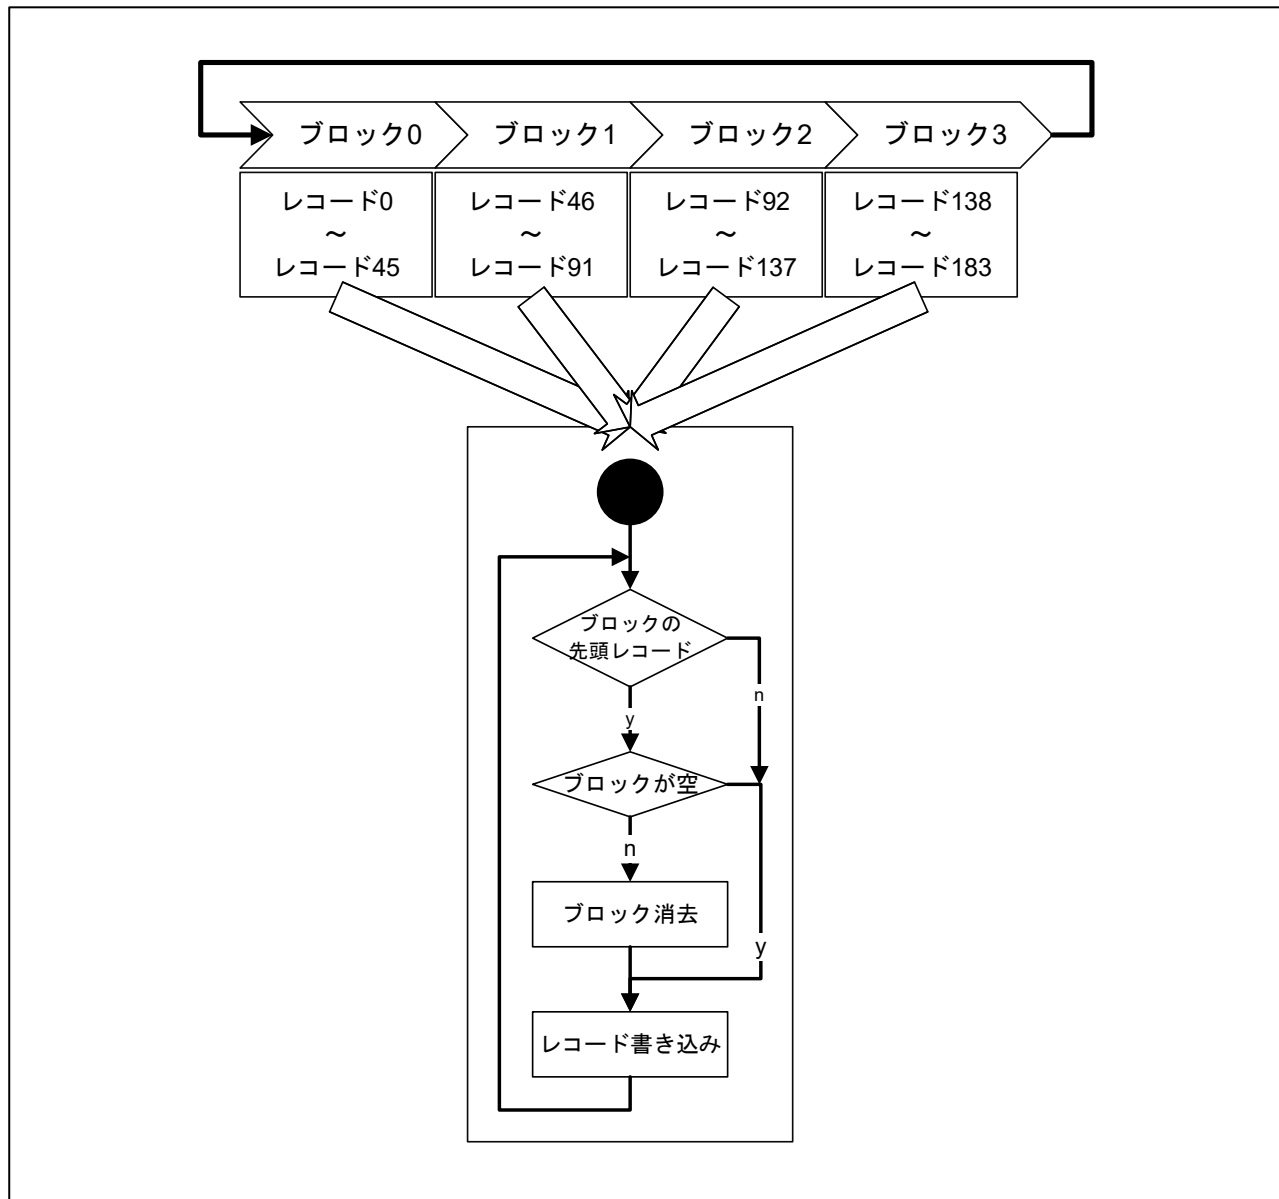 ブロック0
ブロック1
ブロック2
ブロック3
レコード0
～
レコード45
レコード46
～
レコード91
レコード92
～
レコード137
レコード138
～
レコード183
ブロックの
先頭レコード
n
y
ブロックが空
n
ブロック消去
y
レコード書き込み